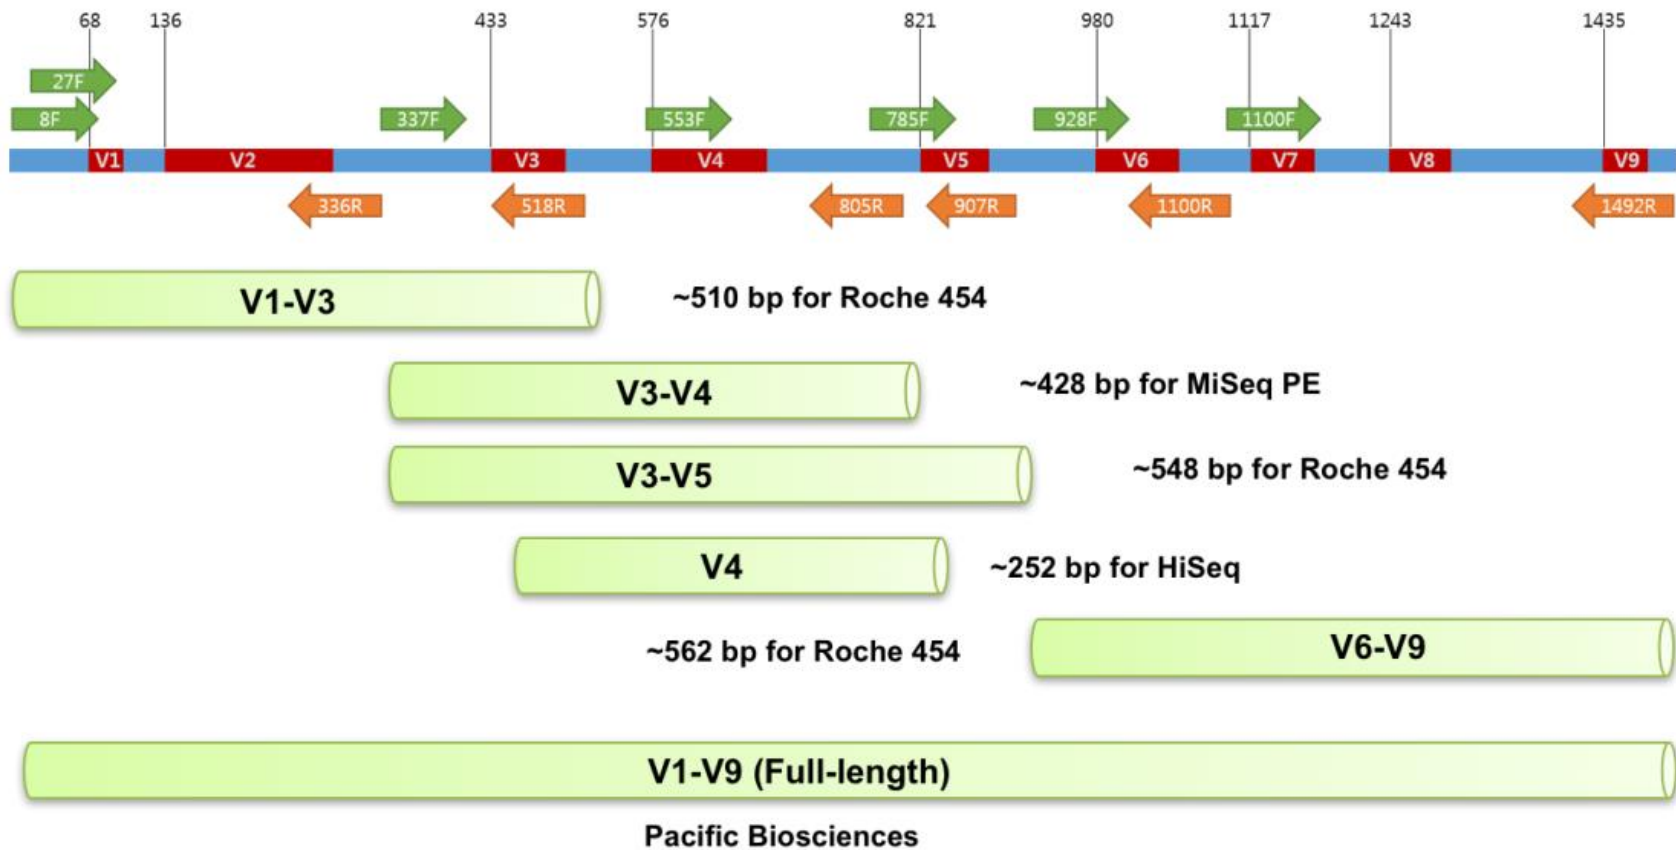 68 136 433 576 821 980 1117 1243 1435
27F
8F 337F 553F 785F 928F 1100F
V1 V2 V3 V4 V5 V6 V7 V8 V9
336R 518R 805R 907R 1100R 1492R
V1-V3 ~510 bp for Roche 454
V3-V4 ~428 bp for MiSeq PE
V3-V5 ~548 bp for Roche 454
V4 ~252 bp for HiSeq
~562 bp for Roche 454 V6-V9
V1-V9 (Full-length)
Pacific Biosciences